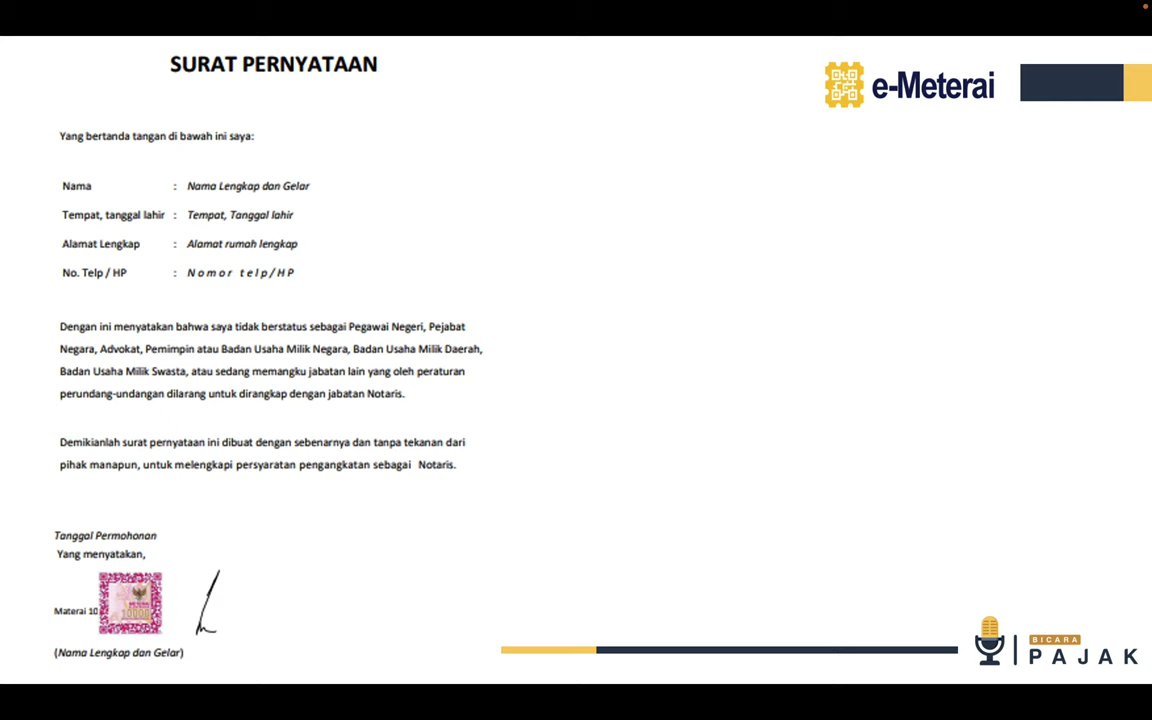 SURAT PERNYATAAN
e-Meterai
Yang bertanda tangan di bawah ini saya:
Nama : Nama Lengkap dan Gelar
Tempat, tanggal lahir : Tempat, Tanggal lahir
Alamat Lengkap : Alamat rumah lengkap
No. Telp / HP : Nomor telp/HP
Dengan ini menyatakan bahwa saya tidak berstatus sebagai Pegawai Negeri, Pejabat
Negara, Advokat, Pemimpin atau Badan Usaha Milik Negara, Badan Usaha Milik Daerah,
Badan Usaha Milik Swasta, atau sedang memangku jabatan lain yang oleh peraturan
perundang-undangan dilarang untuk dirangkap dengan jabatan Notaris.
Demikianlah surat pernyataan ini dibuat dengan sebenarnya dan tanpa tekanan dari
pihak manapun, untuk melengkapi persyaratan pengangkatan sebagai Notaris.
Tanggal Permohonan
Yang menyatakan,
Materai 10
10000
(Nama Lengkap dan Gelar)
BICARA
PAJAK